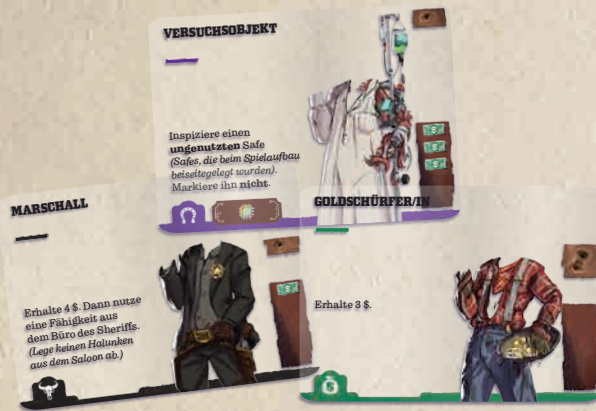 VERSUCHSOBJEKT
Inspiziere einen
ungenutzten Safe
(Safes, die beim Spielaufbau
beiseitegelegt wurden).
Markiere ihn nicht.
MARSCHALL
Erhalte 4 $. Dann nutze
eine Fähigkeit aus
dem Büro des Sheriffs.
(Lege keinen Halunken
aus dem Saloon ab.)
GOLDSCHÜRFER/IN
Erhalte 3 $.